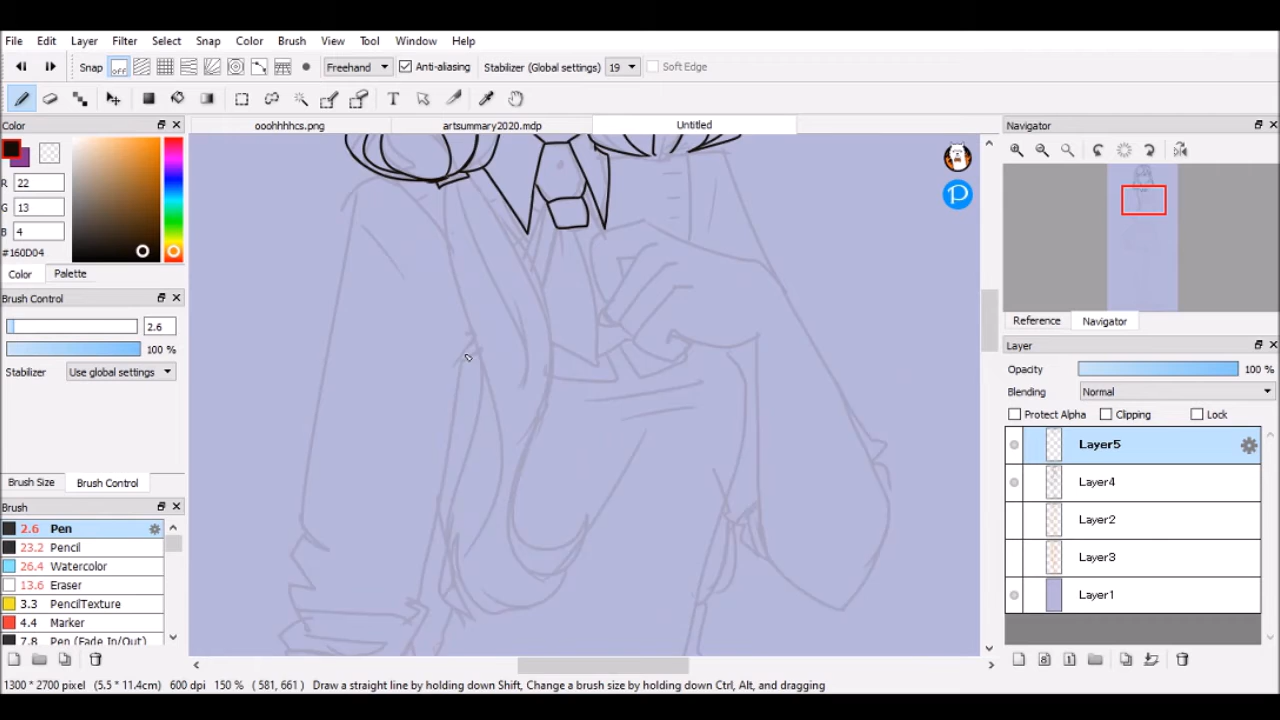 File Edit Layer Filter Select Snap Color Brush View Tool Window Help
Snap off Freehand Anti-aliasing Stabilizer (Global settings) 19 Soft Edge
T
Color
ooohhhhcs.png artsummary2020.mdp Untitled
Navigator
R 22
G 13
B 4
#160D04
Color Palette
Brush Control
2.6
100 %
Stabilizer Use global settings
Brush Size Brush Control
Brush
2.6 Pen
23.2 Pencil
26.4 Watercolor
13.6 Eraser
3.3 PencilTexture
4.4 Marker
7.8 Pen (Fade In/Out)
P
Reference Navigator
Layer
Opacity 100 %
Blending Normal
Protect Alpha Clipping Lock
Layer5
Layer4
Layer2
Layer3
Layer1
8 1
1300 * 2700 pixel (5.5 * 11.4cm) 600 dpi 150 % ( 581, 661 ) Draw a straight line by holding down Shift, Change a brush size by holding down Ctrl, Alt, and dragging